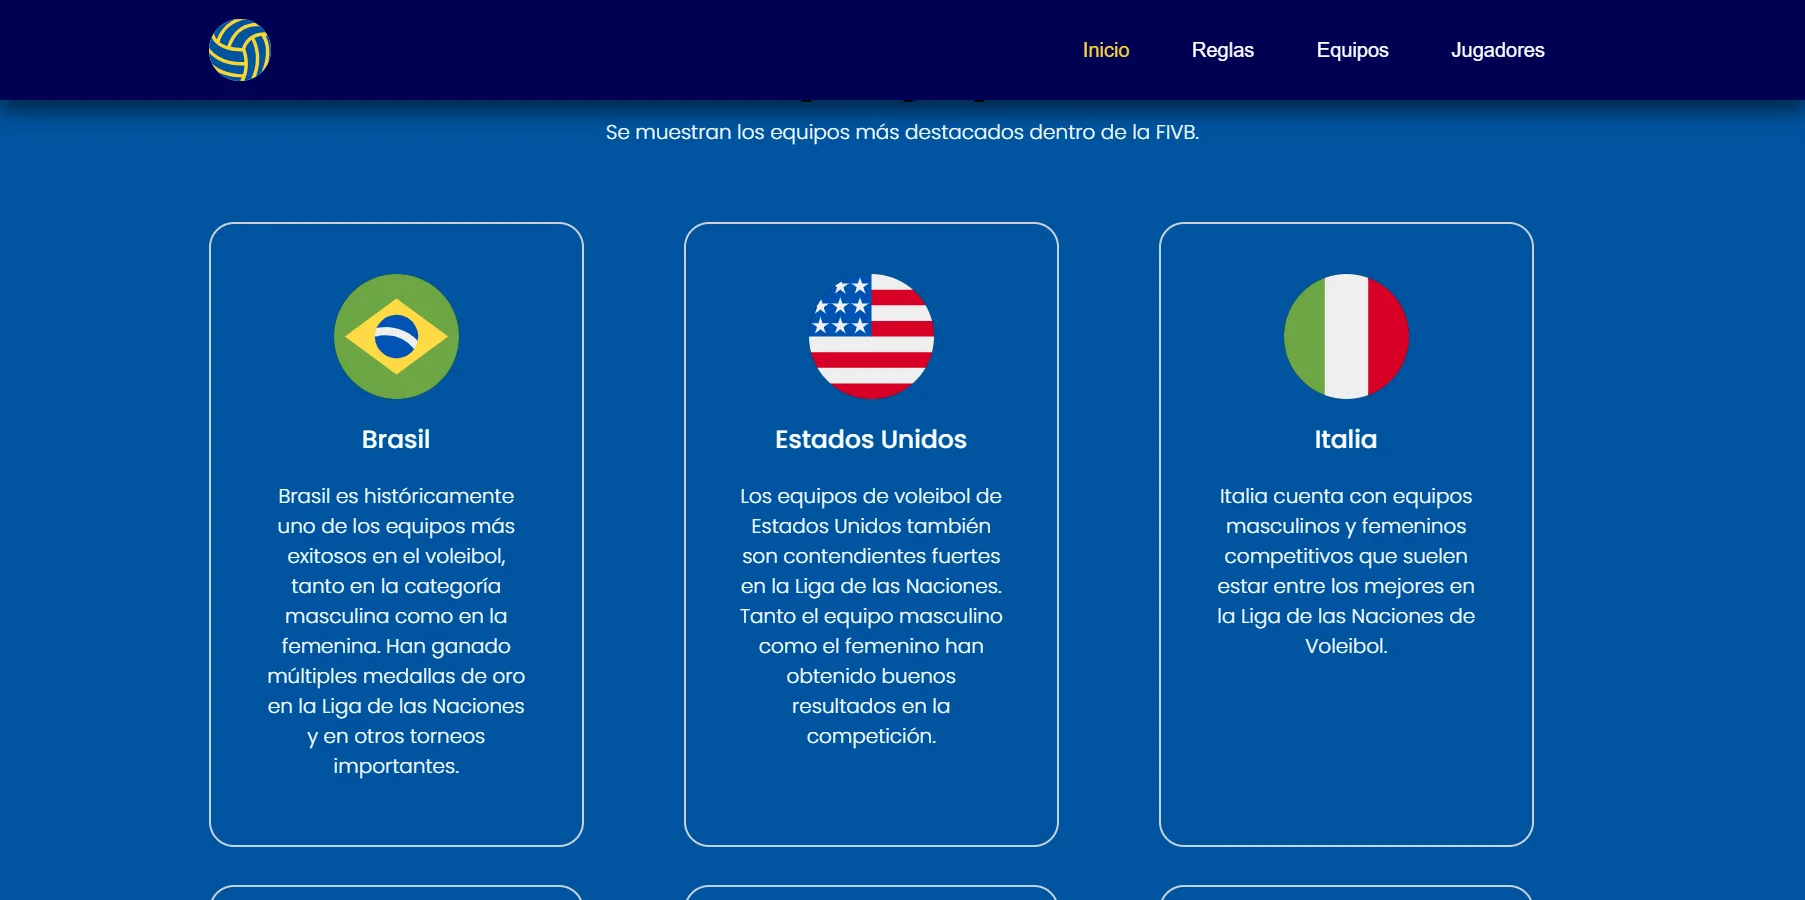 Inicio
Reglas
Equipos
Jugadores
Se muestran los equipos más destacados dentro de la FIVB.
Brasil
Brasil es históricamente
uno de los equipos más
exitosos en el voleibol,
tanto en la categoría
masculina como en la
femenina. Han ganado
múltiples medallas de oro
en la Liga de las Naciones
y en otros torneos
importantes.
Estados Unidos
Los equipos de voleibol de
Estados Unidos también
son contendientes fuertes
en la Liga de las Naciones.
Tanto el equipo masculino
como el femenino han
obtenido buenos
resultados en la
competición.
Italia
Italia cuenta con equipos
masculinos y femeninos
competitivos que suelen
estar entre los mejores en
la Liga de las Naciones de
Voleibol.